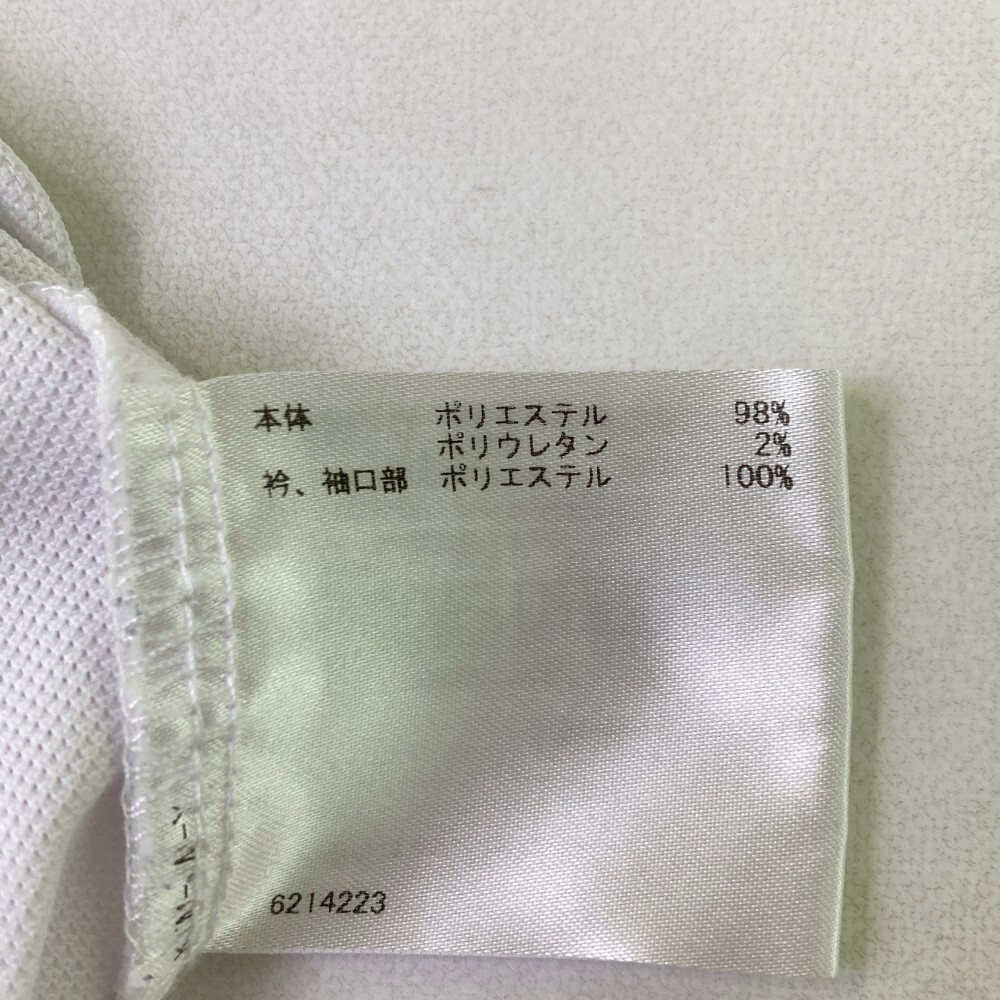 本体 ポリエステル 98%
ポリウレタン 2%
衿、袖口部 ポリエステル 100%
6214223